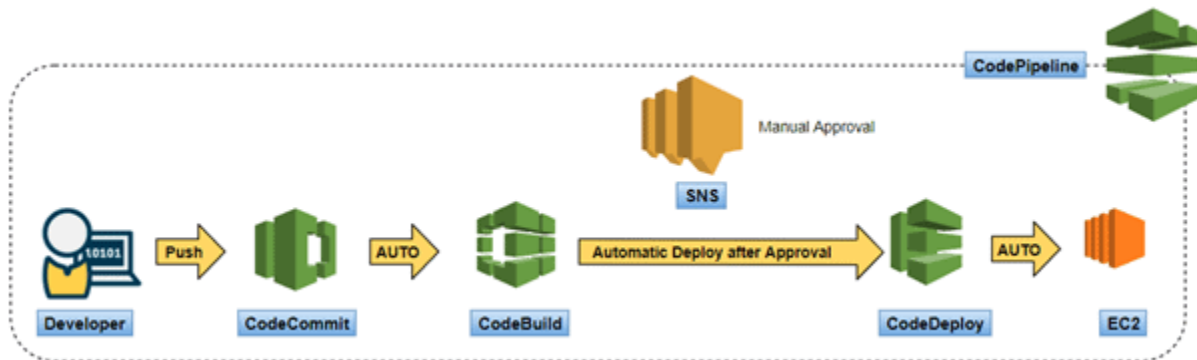 CodePipeline
Manual Approval
SNS
10101
Push
AUTO
Automatic Deploy after Approval
AUTO
Developer
CodeCommit
CodeBuild
CodeDeploy
EC2